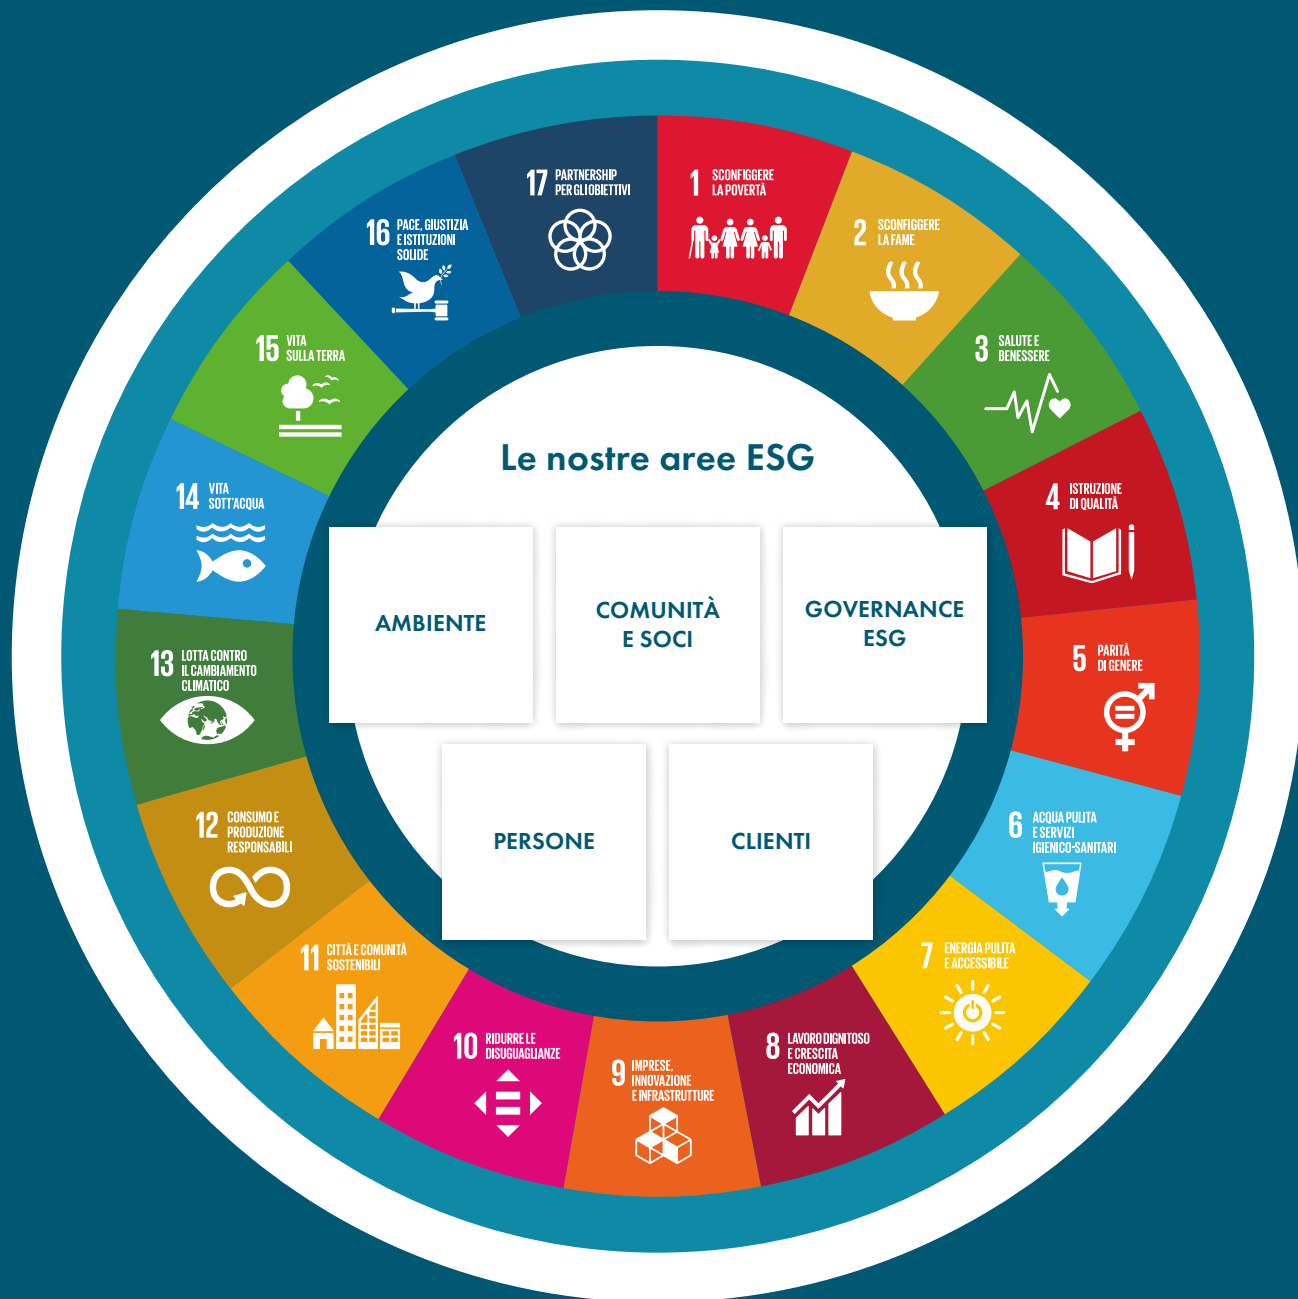 17 PARTNERSHIP
PER GLI OBIETTIVI
1 SCONFIGGERE
LA POVERTÀ
2 SCONFIGGERE
LA FAME
3 SALUTE E
BENESSERE
4 ISTRUZIONE
DI QUALITÀ
5 PARITÀ
DI GENERE
6 ACQUA PULITA
E SERVIZI
IGIENICO-SANITARI
7 ENERGIA PULITA
E ACCESSIBILE
8 LAVORO DIGNITOSO
E CRESCITA
ECONOMICA
9 IMPRESE,
INNOVAZIONE
E INFRASTRUTTURE
10 RIDURRE LE
DISUGUAGLIANZE
11 CITTÀ E COMUNITÀ
SOSTENIBILI
12 CONSUMO E
PRODUZIONE
RESPONSABILI
13 LOTTA CONTRO
IL CAMBIAMENTO
CLIMATICO
14 VITA
SOTT'ACQUA
15 VITA
SULLA TERRA
16 PACE, GIUSTIZIA
E ISTITUZIONI
SOLIDE
Le nostre aree ESG
AMBIENTE
COMUNITÀ
E SOCI
GOVERNANCE
ESG
PERSONE
CLIENTI